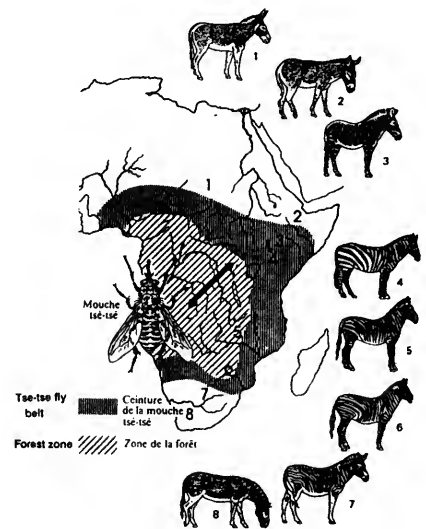 1
2
3
1
2
4
Mouche
tsé-tsé
5
6
7
Tse-tse fly
belt
Ceinture
de la mouche
tsé-tsé
8
Forest zone
Zone de la forêt
8
7